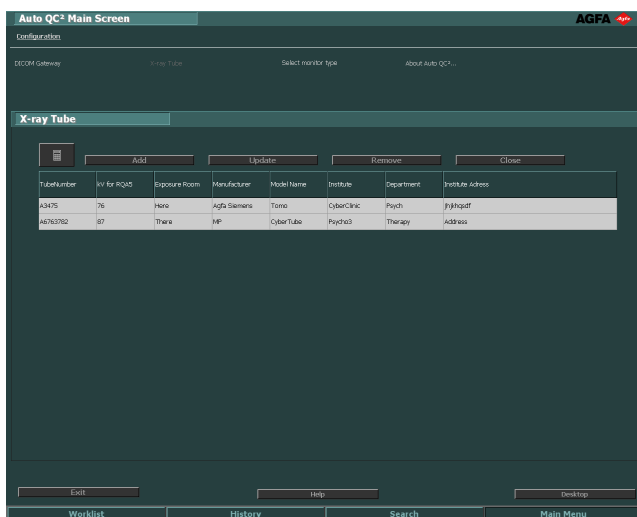 Auto QC² Main Screen
AGFA Agfa
Configuration
DICOM Gateway X-ray Tube Select monitor type About Auto QC²...
X-ray Tube
Add Update Remove Close
TubeNumber kV for RQA5 Exposure Room Manufacturer Model Name Institute Department Institute Adress
A3475 76 Here Agfa Siemens Tomo CyberClinic Psych jhjkhqsdf
A6763782 87 There MP CyberTube Psycho3 Therapy Address
Exit Help Desktop
Worklist History Search Main Menu